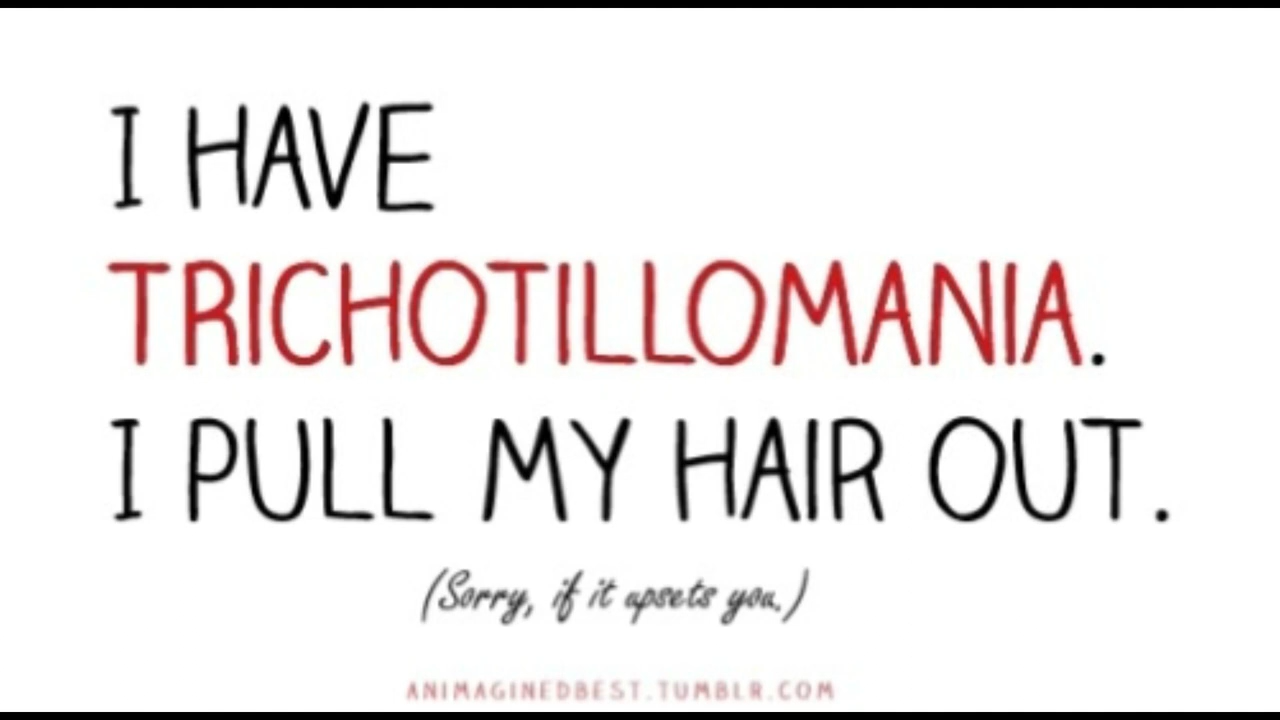 I HAVE
TRICHOTILLOMANIA.
I PULL MY HAIR OUT.
(Sorry, if it upsets you.)
ANIMAGINEDBEST.TUMBLR.COM